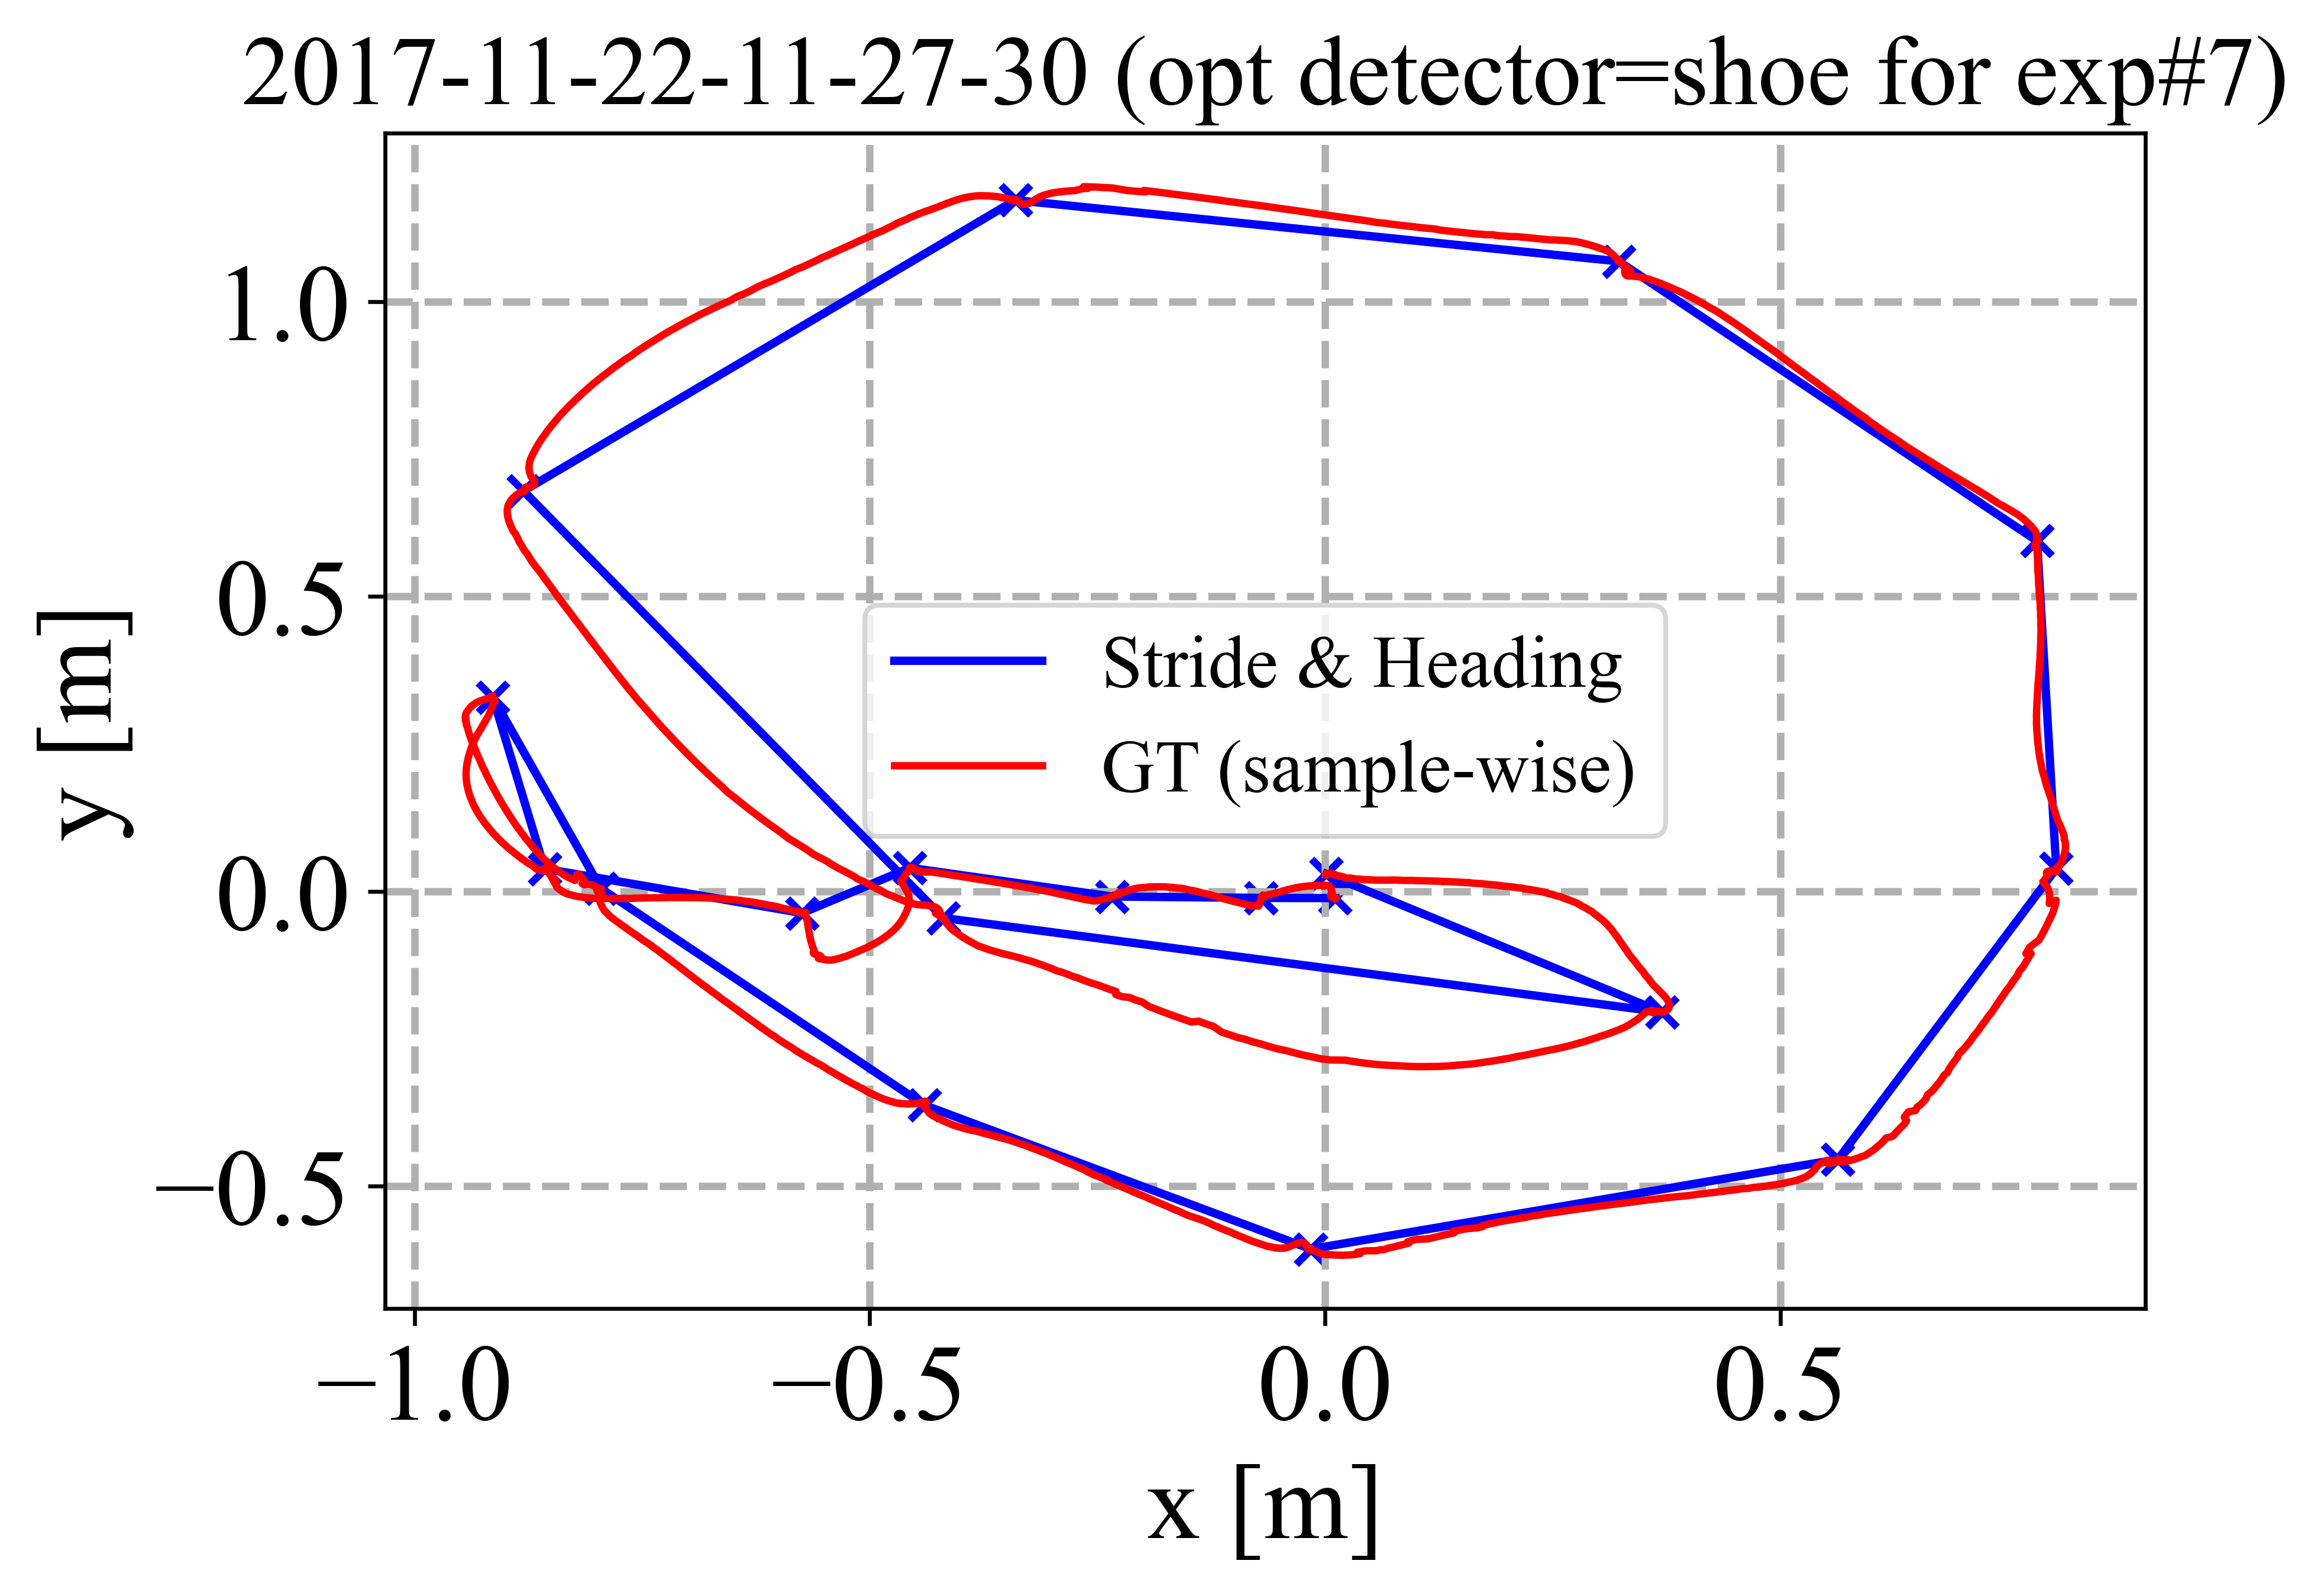 2017-11-22-11-27-30 (opt detector=shoe for exp#7)
y [m]
1.0
0.5
0.0
−0.5
Stride & Heading
GT (sample-wise)
−1.0 −0.5 0.0 0.5
x [m]